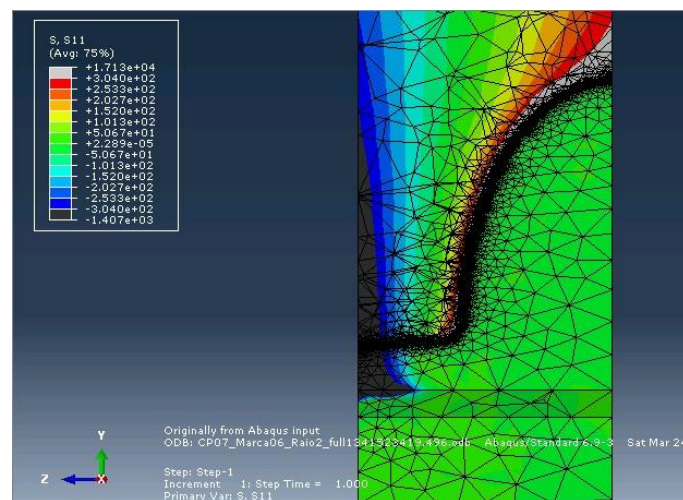 S, S11
(Avg: 75%)
+1.713e+04
+3.040e+02
+2.533e+02
+2.027e+02
+1.520e+02
+1.013e+02
+5.067e+01
+2.289e-05
-5.067e+01
-1.013e+02
-1.520e+02
-2.027e+02
-2.533e+02
-3.040e+02
-1.407e+03
Originally from Abaqus input
ODB: CP07_Marca06_Raio2_full1341523419.496.odb Abaqus/Standard 6.9-3 Sat Mar 24
Y
Z
X
Step: Step-1
Increment 1: Step Time = 1.000
Primary Var: S, S11